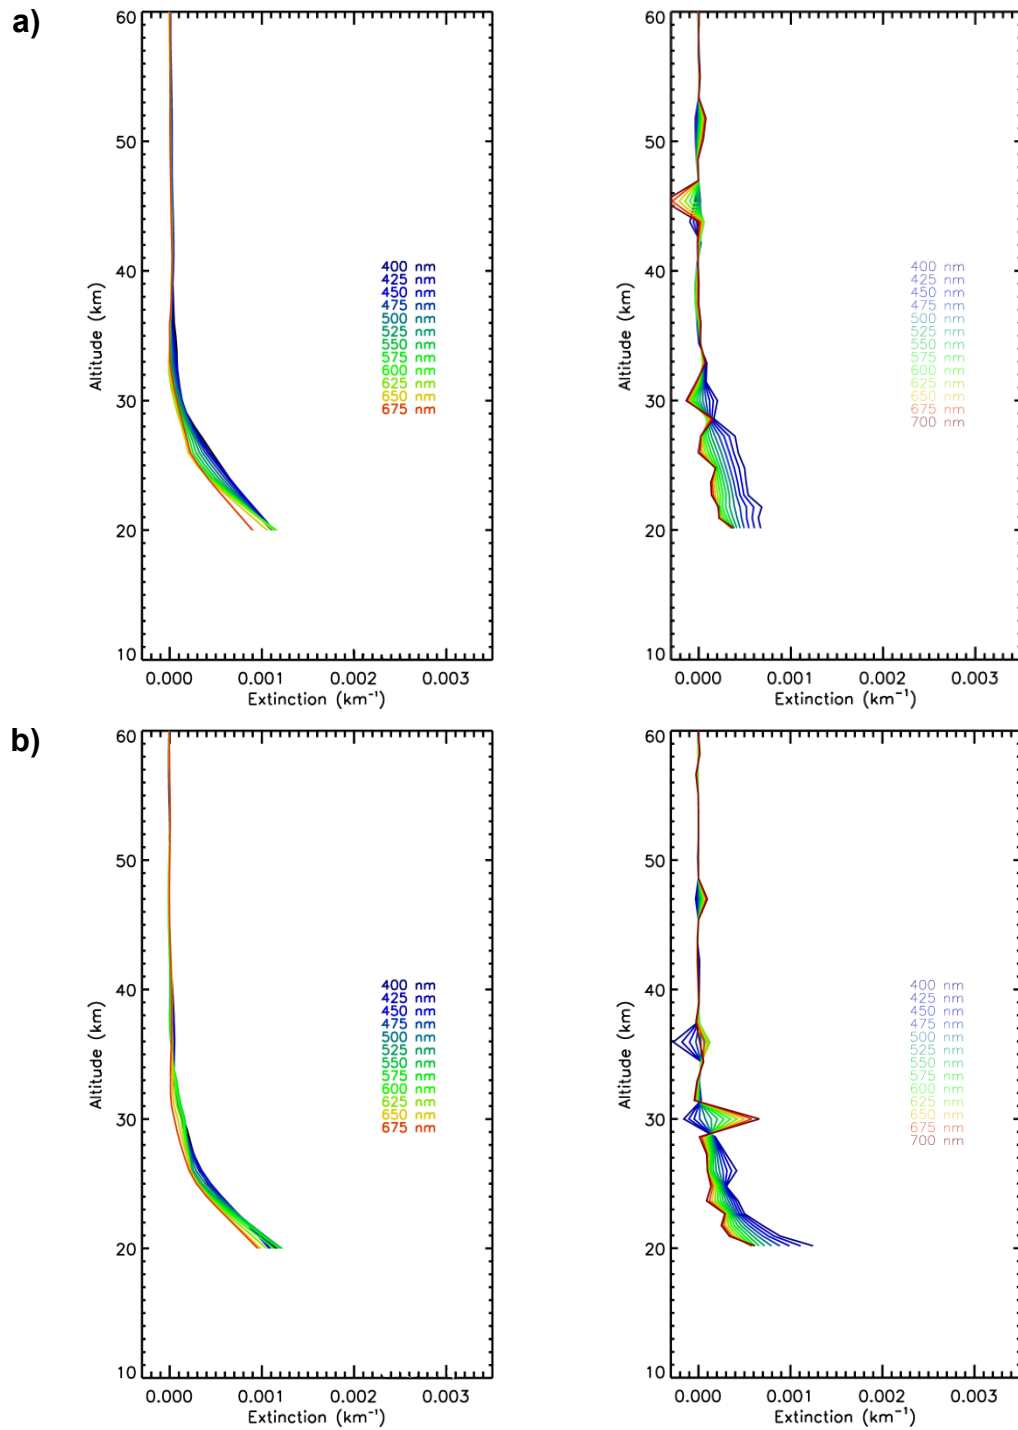 a)
60
50
40
30
20
10
Altitude (km)
400 nm
425 nm
450 nm
475 nm
500 nm
525 nm
550 nm
575 nm
600 nm
625 nm
650 nm
675 nm
0.000 0.001 0.002 0.003
Extinction (km⁻¹)
60
50
40
30
20
10
Altitude (km)
400 nm
425 nm
450 nm
475 nm
500 nm
525 nm
550 nm
575 nm
600 nm
625 nm
650 nm
675 nm
700 nm
0.000 0.001 0.002 0.003
Extinction (km⁻¹)
b)
60
50
40
30
20
10
Altitude (km)
400 nm
425 nm
450 nm
475 nm
500 nm
525 nm
550 nm
575 nm
600 nm
625 nm
650 nm
675 nm
0.000 0.001 0.002 0.003
Extinction (km⁻¹)
60
50
40
30
20
10
Altitude (km)
400 nm
425 nm
450 nm
475 nm
500 nm
525 nm
550 nm
575 nm
600 nm
625 nm
650 nm
675 nm
700 nm
0.000 0.001 0.002 0.003
Extinction (km⁻¹)